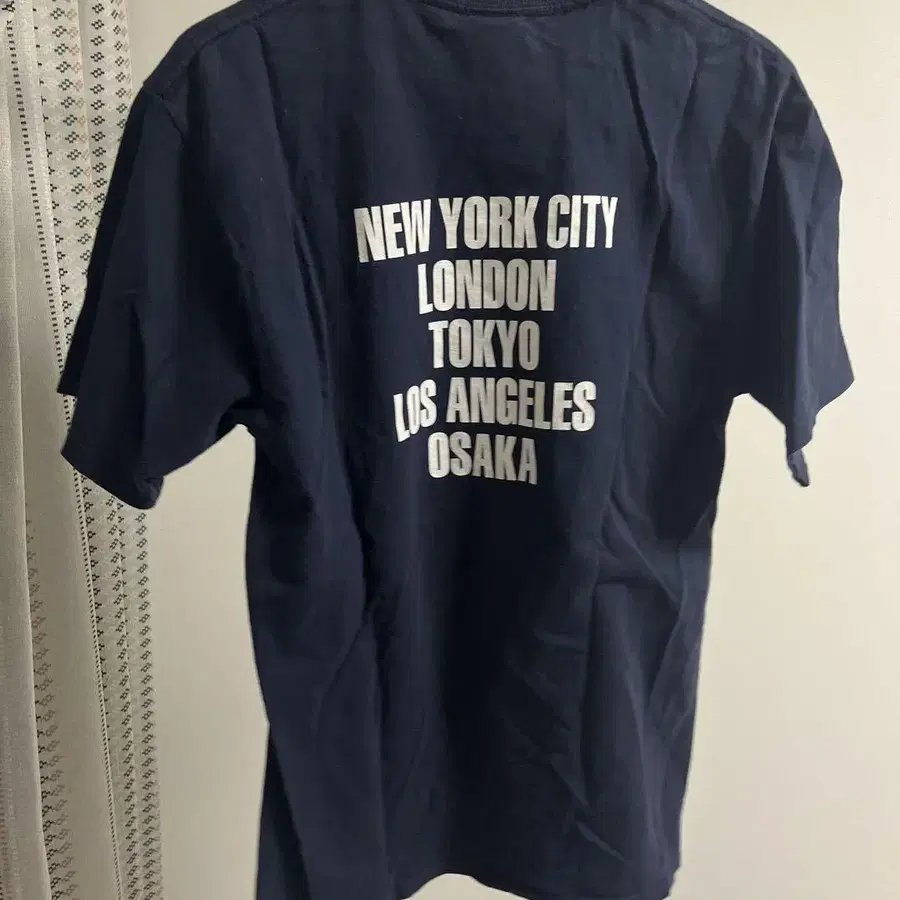 NEW YORK CITY
LONDON
TOKYO
LOS ANGELES
OSAKA